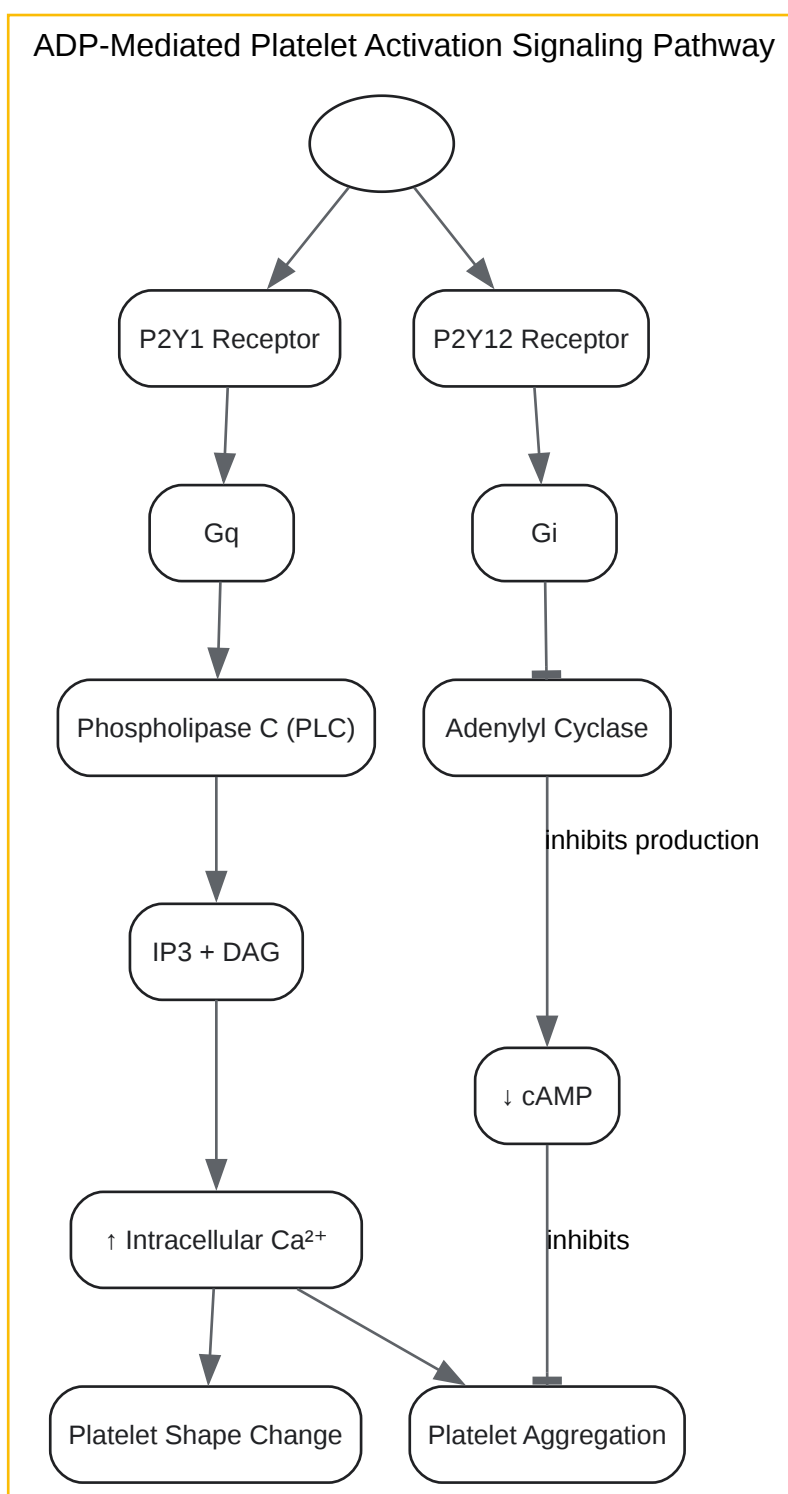 ADP-Mediated Platelet Activation Signaling Pathway
P2Y1 Receptor
P2Y12 Receptor
Gq
Gi
Phospholipase C (PLC)
Adenylyl Cyclase
inhibits production
IP3 + DAG
↓ cAMP
↑ Intracellular Ca²⁺
inhibits
Platelet Shape Change
Platelet Aggregation